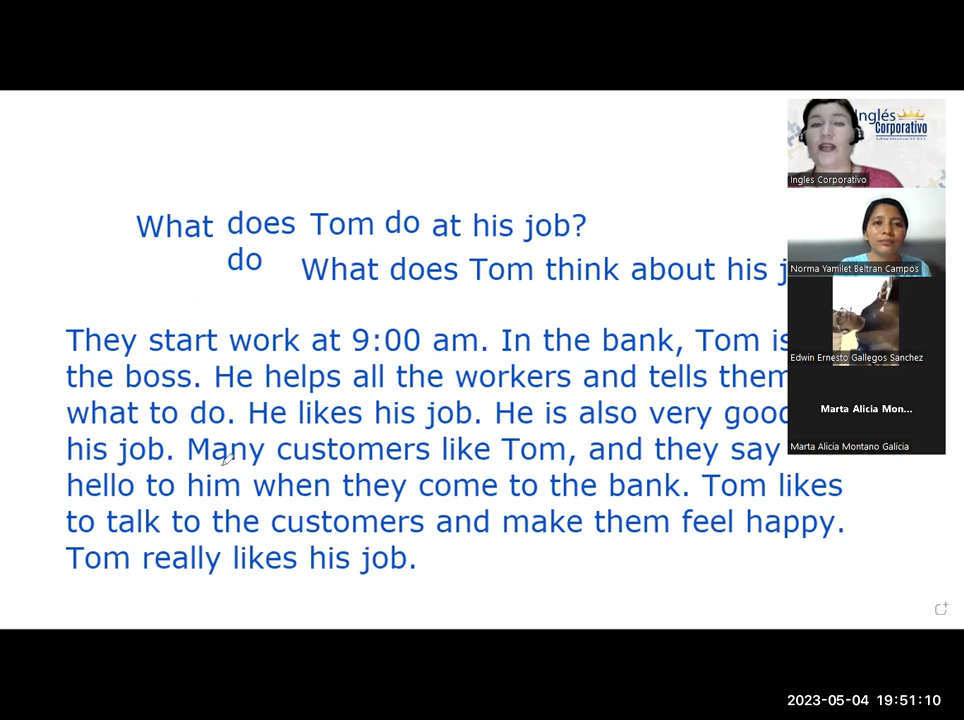 Inglés
Corporativo
Ingles Corporativo
What does Tom do at his job?
do
What does Tom think about his j
Norma Yamilet Beltran Campos
They start work at 9:00 am. In the bank, Tom is
the boss. He helps all the workers and tells them
what to do. He likes his job. He is also very good
his job. Many customers like Tom, and they say
hello to him when they come to the bank. Tom likes
to talk to the customers and make them feel happy.
Tom really likes his job.
Edwin Ernesto Gallegos Sanchez
Marta Alicia Mon...
Marta Alicia Montano Galicia
2023-05-04 19:51:10